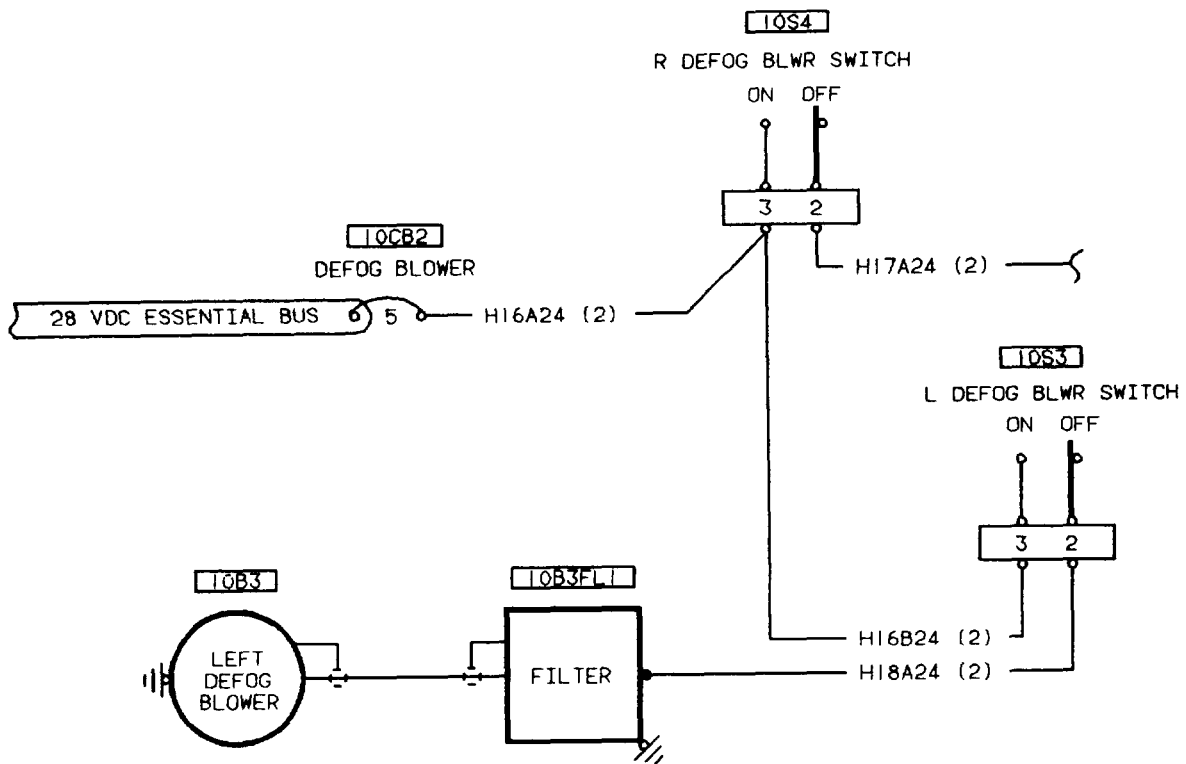 10S4
R DEFOG BLWR SWITCH
ON OFF
3 2
10CB2
DEFOG BLOWER
H17A24 (2)
28 VDC ESSENTIAL BUS 5 H16A24 (2)
10S3
L DEFOG BLWR SWITCH
ON OFF
3 2
10B3
10B3FL1
H16B24 (2)
LEFT
DEFOG
BLOWER
FILTER
H18A24 (2)